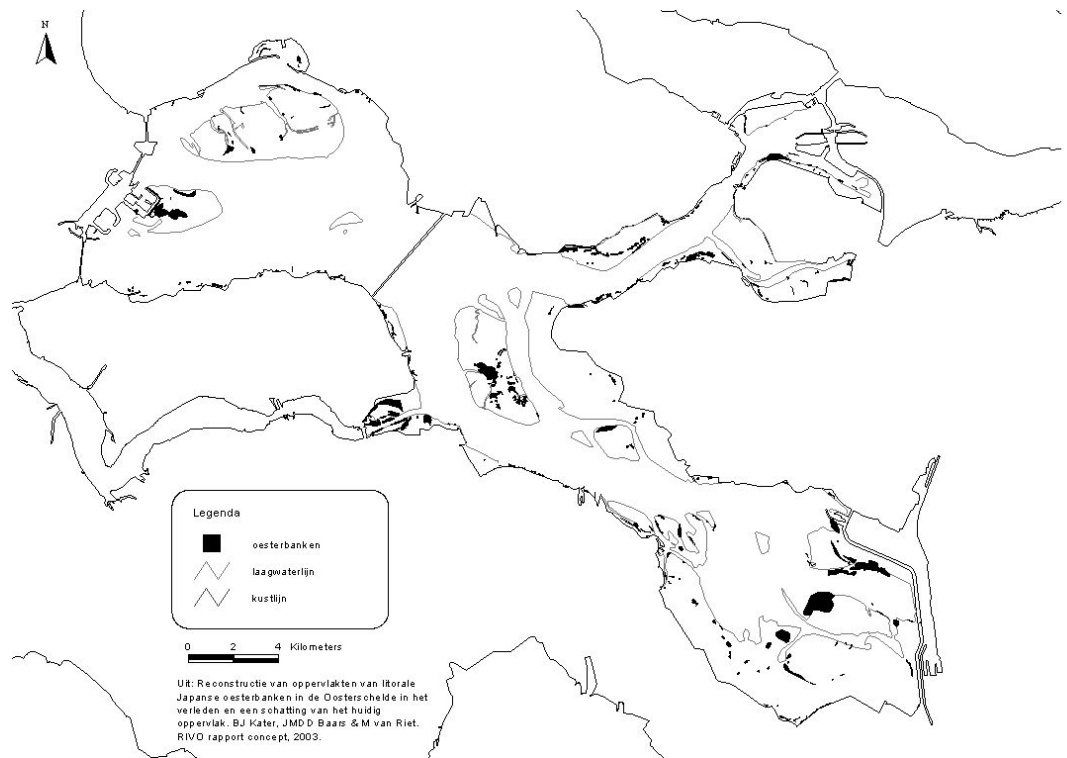 N
Legenda
oesterbanken
laagwaterlijn
kustlijn
0 2 4 Kilometers
Uit: Reconstructie van oppervlakten van litorale
Japanse oesterbanken in de Oosterschelde in het
verleden en een schatting van het huidig
oppervlak. BJ Kater, JMDD Baars & M van Riet.
RIVO rapport concept, 2003.